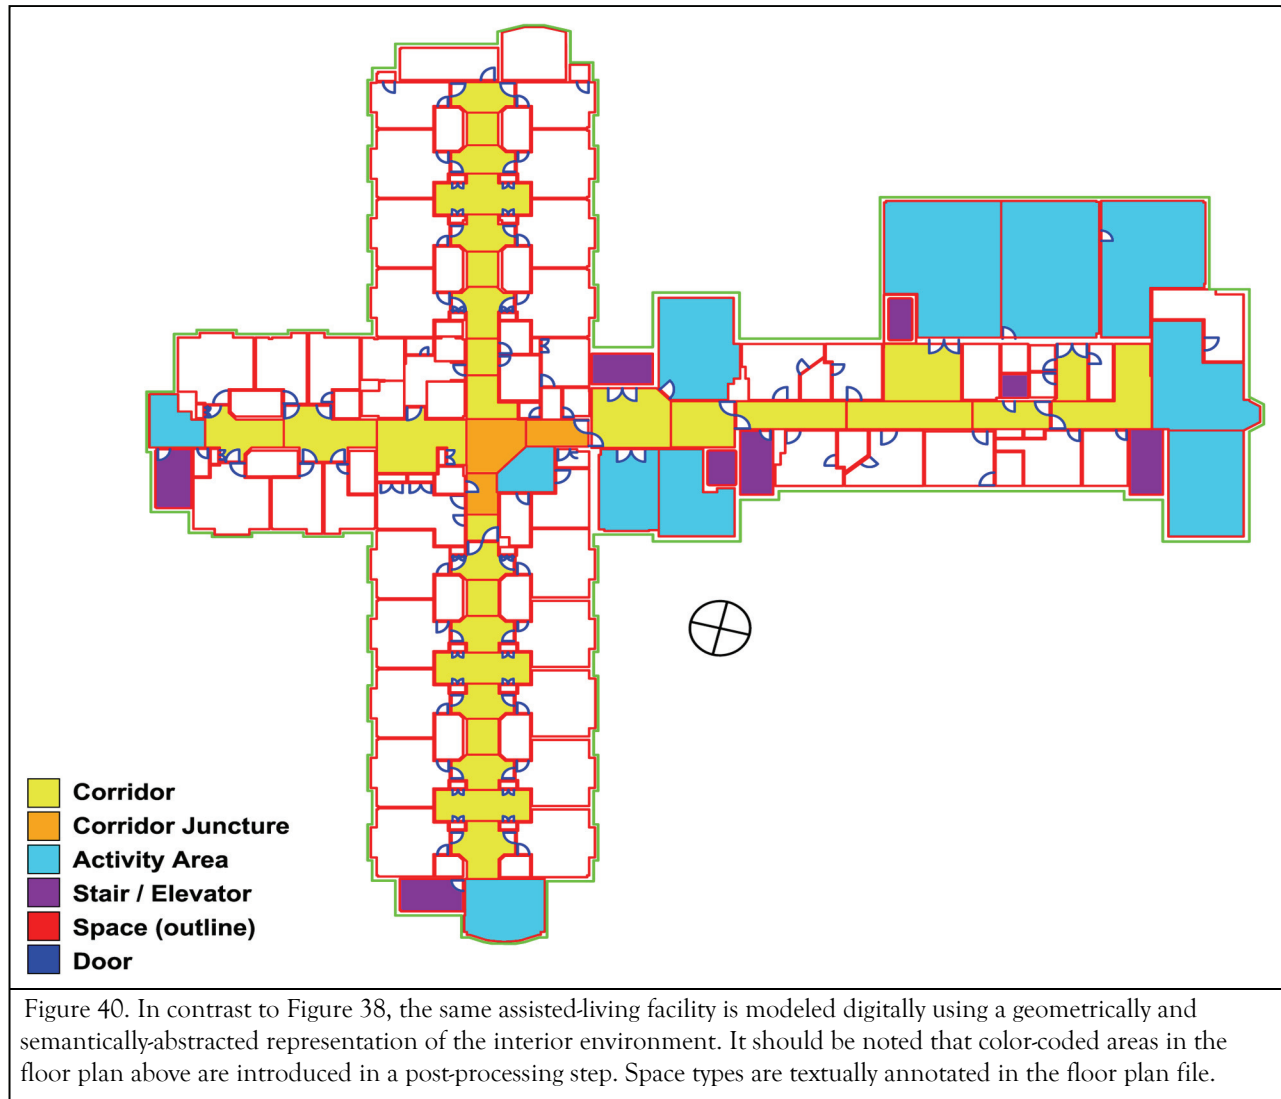 Corridor
Corridor Juncture
Activity Area
Stair / Elevator
Space (outline)
Door
Figure 40. In contrast to Figure 38, the same assisted-living facility is modeled digitally using a geometrically and
semantically-abstracted representation of the interior environment. It should be noted that color-coded areas in the
floor plan above are introduced in a post-processing step. Space types are textually annotated in the floor plan file.